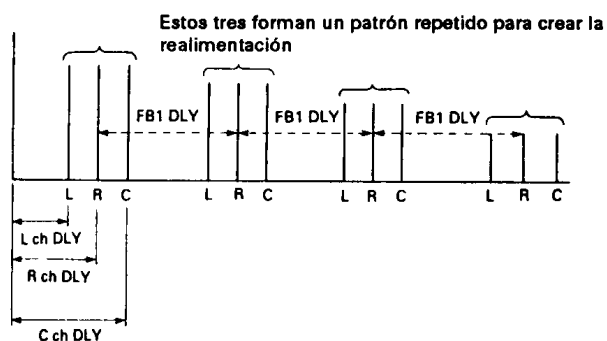 Estos tres forman un patrón repetido para crear la
realimentación
FB1 DLY FB1 DLY FB1 DLY
L R C L R C L R C L R C
L ch DLY
R ch DLY
C ch DLY